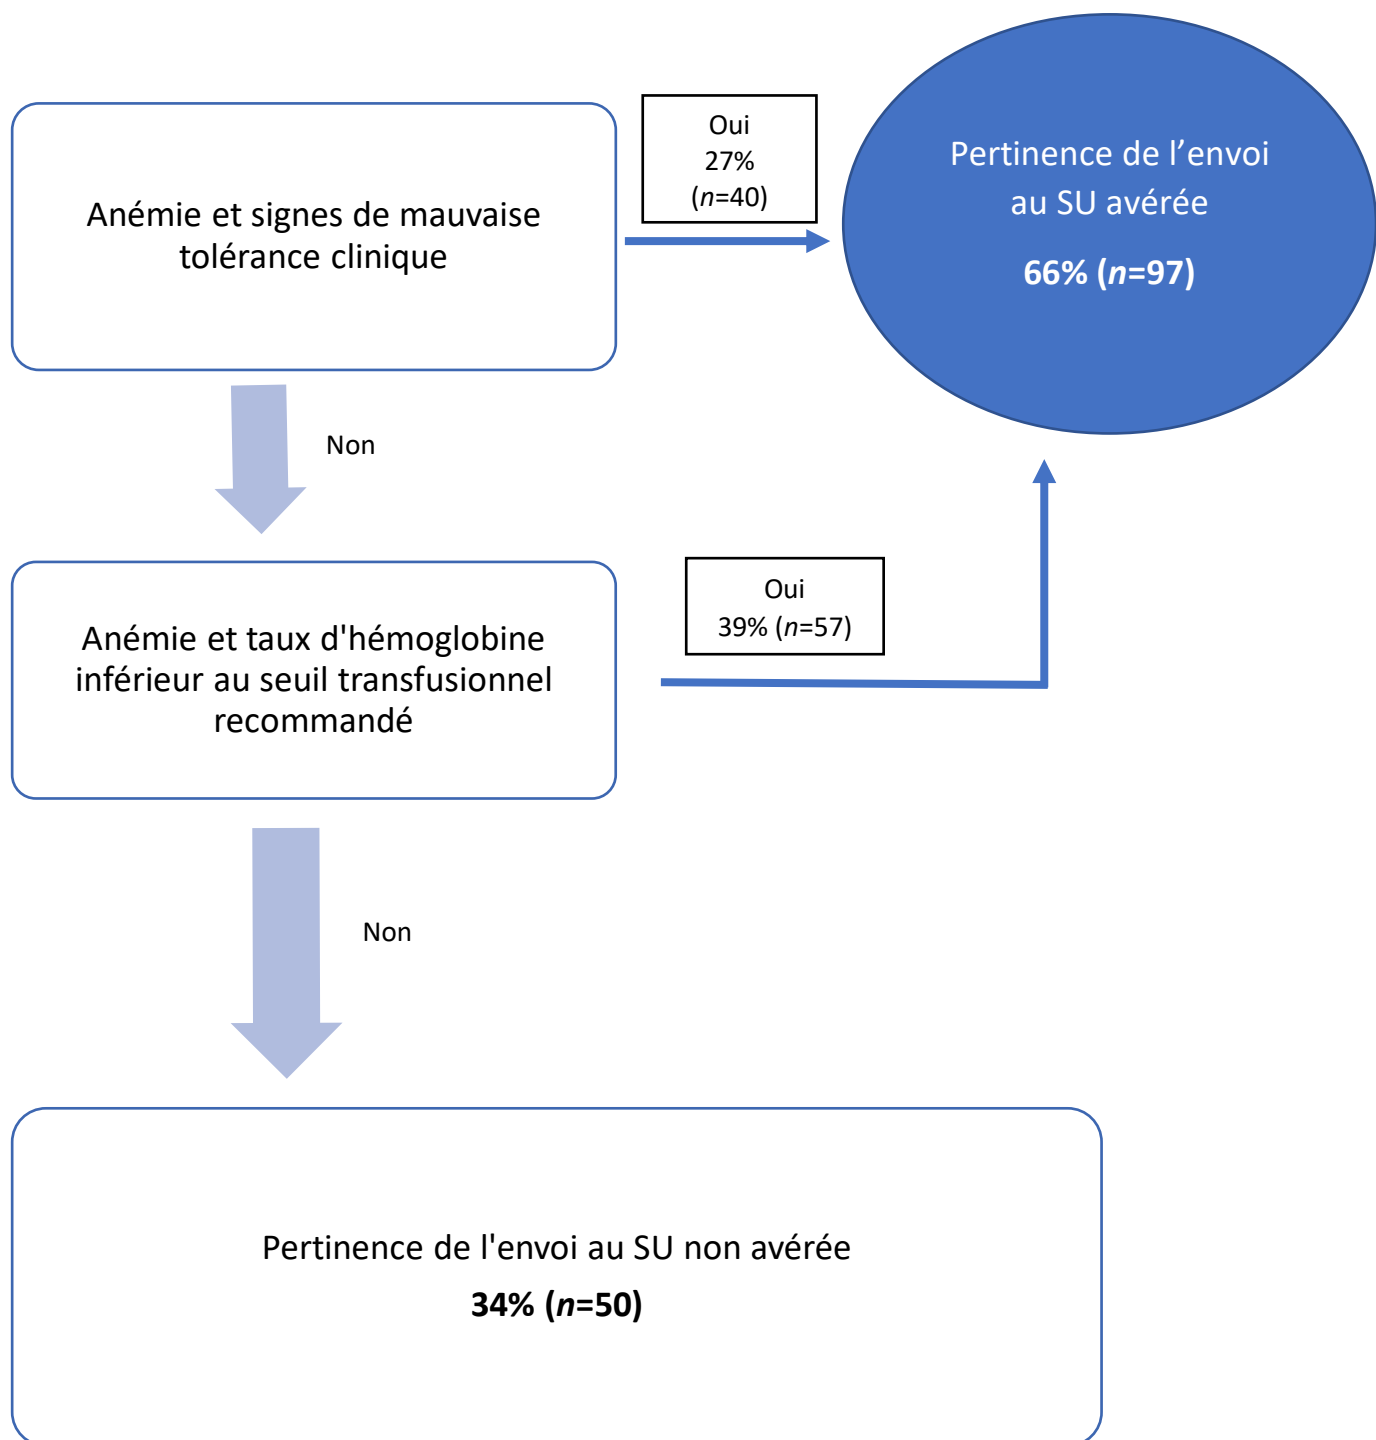 Anémie et signes de mauvaise
tolérance clinique
Oui
27%
(n=40)
Pertinence de l’envoi
au SU avérée
66% (n=97)
Non
Anémie et taux d'hémoglobine
inférieur au seuil transfusionnel
recommandé
Oui
39% (n=57)
Non
Pertinence de l'envoi au SU non avérée
34% (n=50)